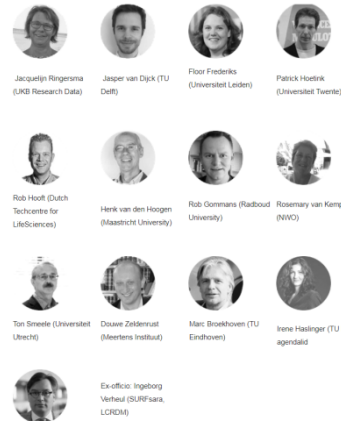 Jacquelijn Ringersma
(UKB Research Data)
Jasper van Dijck (TU
Delft)
Floor Frederiks
(Universiteit Leiden)
Patrick Hoetink
(Universiteit Twente)
Rob Hooft (Dutch
Techcentre for
LifeSciences)
Henk van den Hoogen
(Maastricht University)
Rob Gommans (Radboud
University)
Rosemary van Kemp
(NWO)
Ton Smeele (Universiteit
Utrecht)
Douwe Zeldenrust
(Meertens Instituut)
Marc Broekhoven (TU
Eindhoven)
Irene Haslinger (TU
agendalid
Ex-officio: Ingeborg
Verheul (SURFsara,
LCRDM)